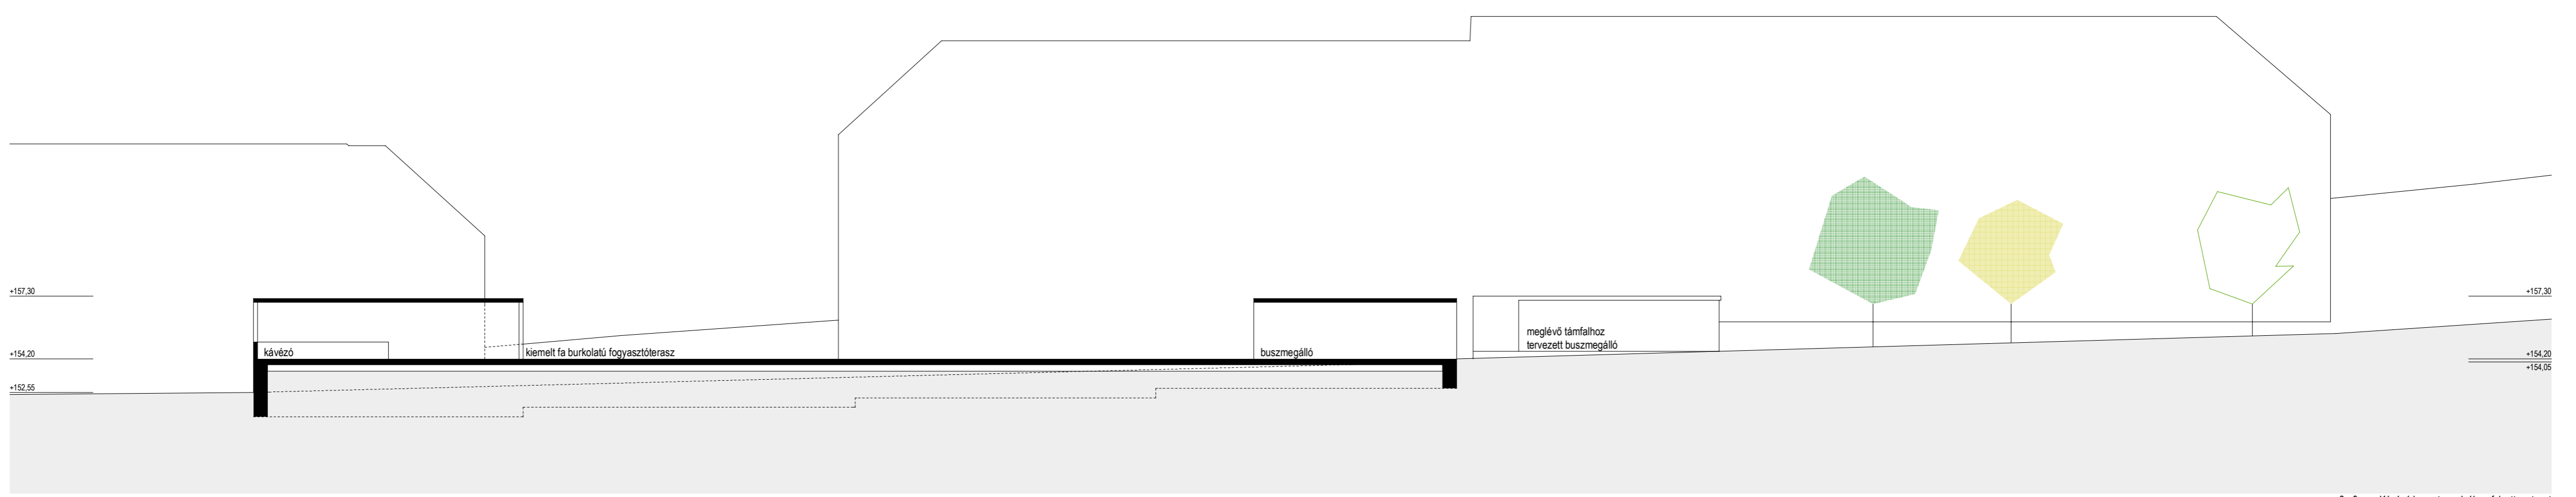 +157,30
+157,30
meglévő támfalhoz
tervezett buszmegálló
kávézó
kiemelt fa burkolatú fogyasztóterasz
buszmegálló
+154,20
+154,20
+154,05
+152,55